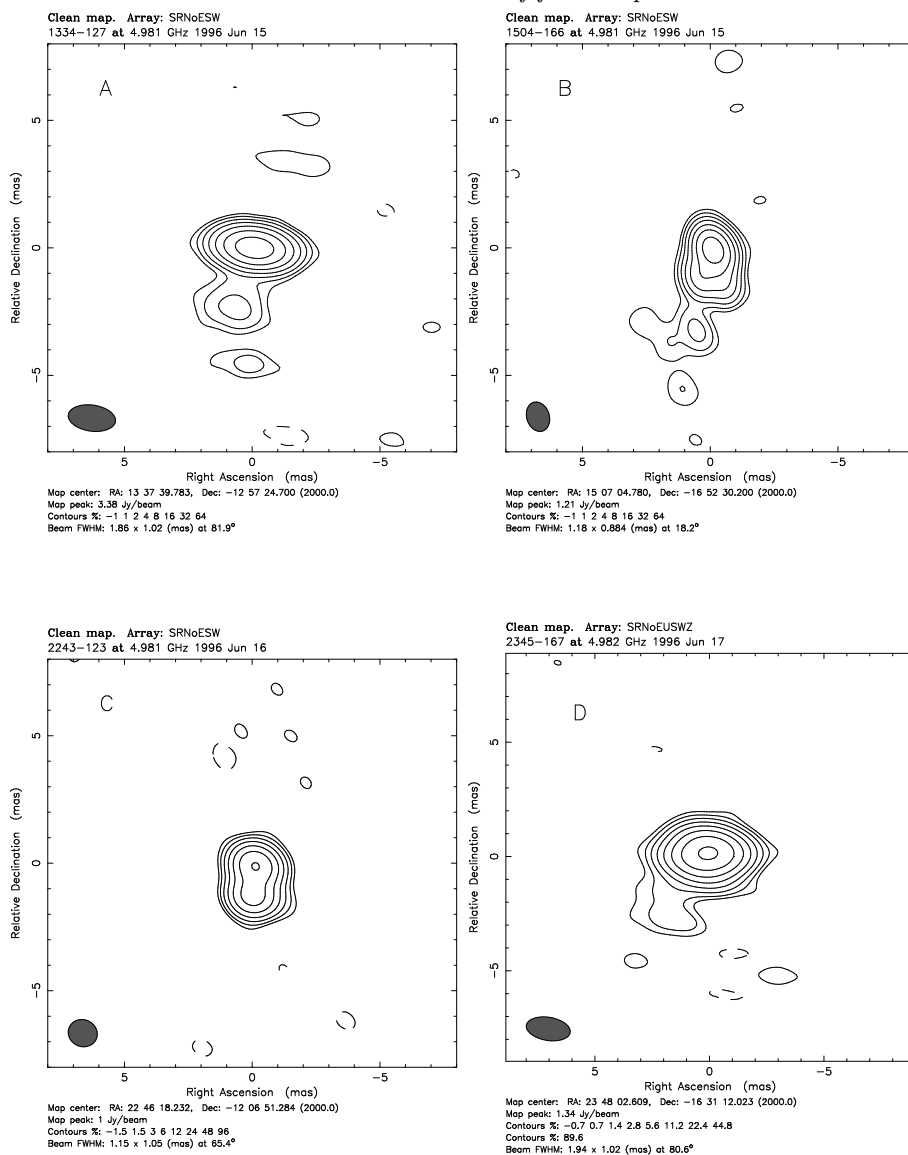 Clean map. Array: SRNoESW
1334−127 at 4.981 GHz 1996 Jun 15
A
5
0
−5
Relative Declination (mas)
5 0 −5
Right Ascension (mas)
Map center: RA: 13 37 39.783, Dec: −12 57 24.700 (2000.0)
Map peak: 3.38 Jy/beam
Contours %: −1 1 2 4 8 16 32 64
Beam FWHM: 1.86 x 1.02 (mas) at 81.9°
Clean map. Array: SRNoESW
1504−166 at 4.981 GHz 1996 Jun 15
B
5
0
−5
Relative Declination (mas)
5 0 −5
Right Ascension (mas)
Map center: RA: 15 07 04.780, Dec: −16 52 30.200 (2000.0)
Map peak: 1.21 Jy/beam
Contours %: −1 1 2 4 8 16 32 64
Beam FWHM: 1.18 x 0.884 (mas) at 18.2°
Clean map. Array: SRNoESW
2243−123 at 4.981 GHz 1996 Jun 16
C
5
0
−5
Relative Declination (mas)
5 0 −5
Right Ascension (mas)
Map center: RA: 22 46 18.232, Dec: −12 06 51.284 (2000.0)
Map peak: 1 Jy/beam
Contours %: −1.5 1.5 3 6 12 24 48 96
Beam FWHM: 1.15 x 1.05 (mas) at 65.4°
Clean map. Array: SRNoEUSWZ
2345−167 at 4.982 GHz 1996 Jun 17
D
5
0
−5
Relative Declination (mas)
5 0 −5
Right Ascension (mas)
Map center: RA: 23 48 02.609, Dec: −16 31 12.023 (2000.0)
Map peak: 1.34 Jy/beam
Contours %: −0.7 0.7 1.4 2.8 5.6 11.2 22.4 44.8
Contours %: 89.6
Beam FWHM: 1.94 x 1.02 (mas) at 80.6°